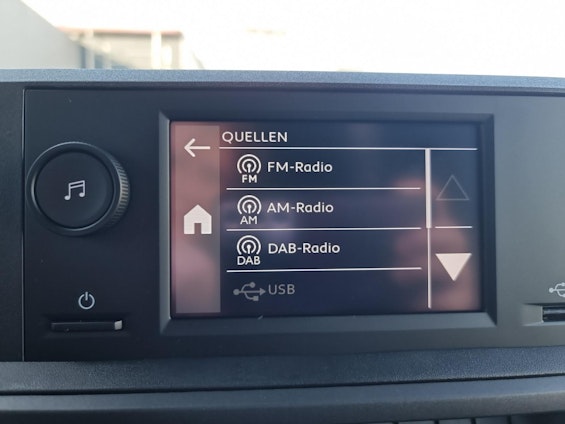 QUELLEN
FM FM-Radio
AM AM-Radio
DAB DAB-Radio
USB